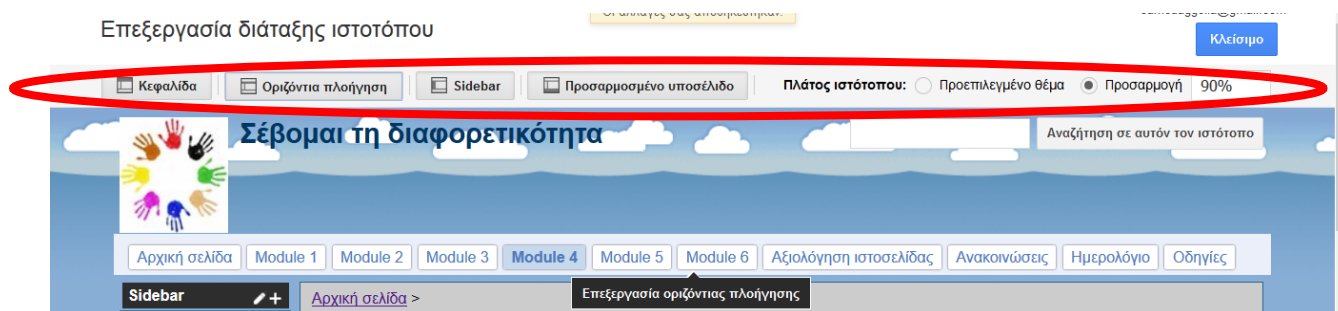 Επεξεργασία διάταξης ιστοτόπου
Κλείσιμο
Κεφαλίδα Οριζόντια πλοήγηση Sidebar Προσαρμοσμένο υποσέλιδο Πλάτος ιστότοπου: Προεπιλεγμένο θέμα Προσαρμογή 90%
Σέβομαι τη διαφορετικότητα
Αναζήτηση σε αυτόν τον ιστότοπο
Αρχική σελίδα Module 1 Module 2 Module 3 Module 4 Module 5 Module 6 Αξιολόγηση ιστοσελίδας Ανακοινώσεις Ημερολόγιο Οδηγίες
Επεξεργασία οριζόντιας πλοήγησης
Sidebar
Αρχική σελίδα >